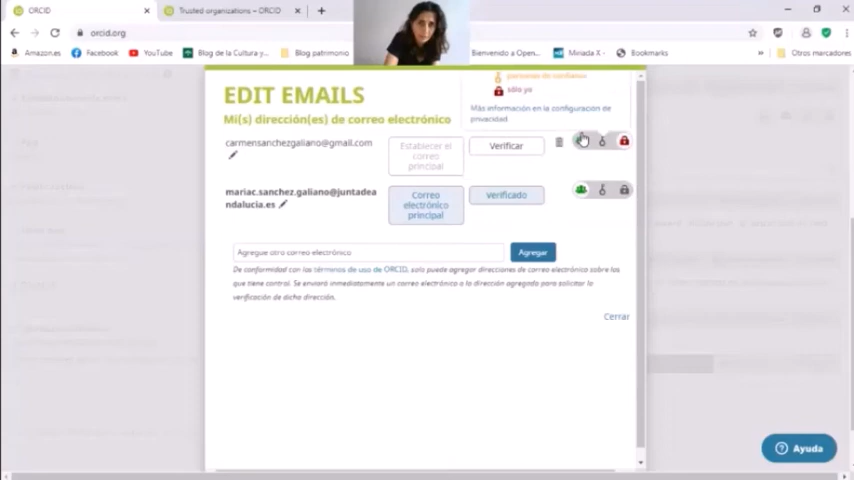 ORCID
Trusted organizations – ORCID
orcid.org
Amazon.es
Facebook
YouTube
Blog de la Cultura y...
Blog patrimonio
Bienvenido a Open...
Miriada X -
Bookmarks
Otros marcadores
personas de confianza
sólo yo
Más información en la configuración de
privacidad
EDIT EMAILS
Mi(s) dirección(es) de correo electrónico
carmensanchezgaliano@gmail.com
Establecer el
correo
principal
Verificar
mariac.sanchez.galiano@juntadea
ndalucia.es
Correo
electrónico
principal
Verificado
Agregue otro correo electrónico
Agregar
De conformidad con los términos de uso de ORCID, solo puede agregar direcciones de correo electrónico sobre las
que tiene control. Se enviará inmediatamente un correo electrónico a la dirección agregada para solicitar la
verificación de dicha dirección.
Cerrar
Ayuda